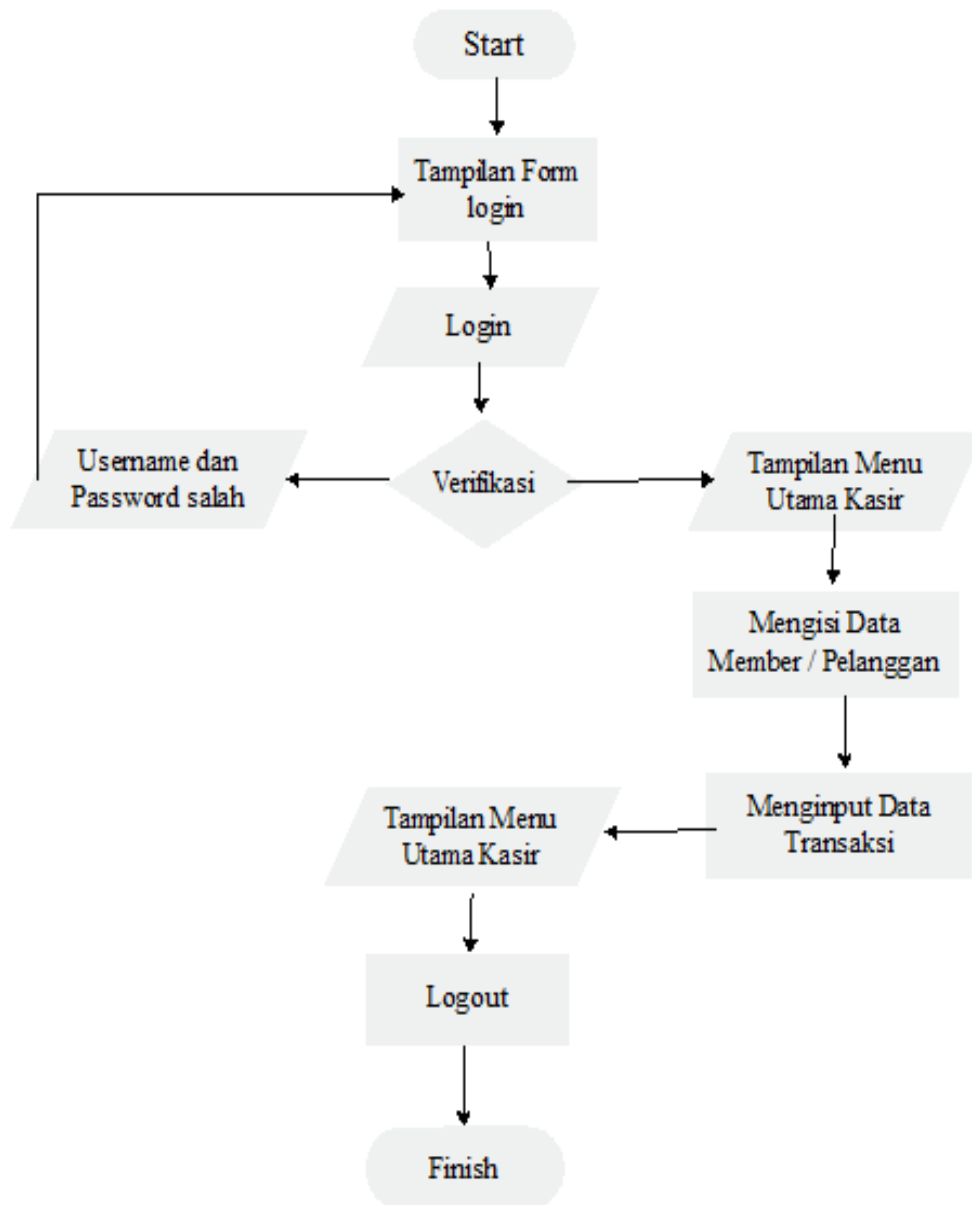 Start
Tampilan Form
login
Login
Verifikasi
Username dan
Password salah
Tampilan Menu
Utama Kasir
Mengisi Data
Member / Pelanggan
Menginput Data
Transaksi
Tampilan Menu
Utama Kasir
Logout
Finish